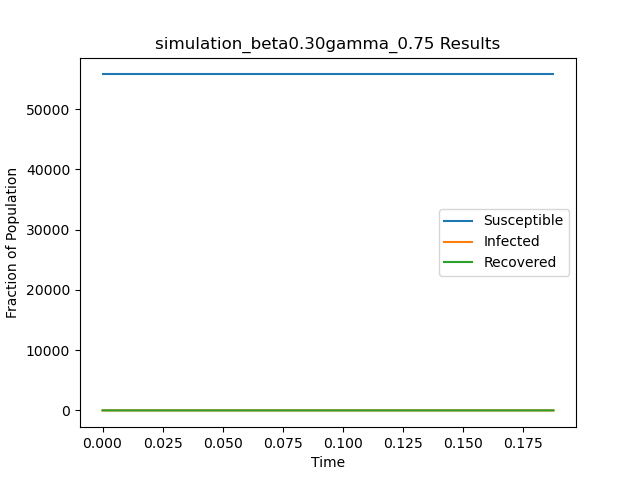 simulation_beta0.30gamma_0.75 Results
Fraction of Population
50000
40000
30000
20000
10000
0
Susceptible
Infected
Recovered
0.000 0.025 0.050 0.075 0.100 0.125 0.150 0.175
Time